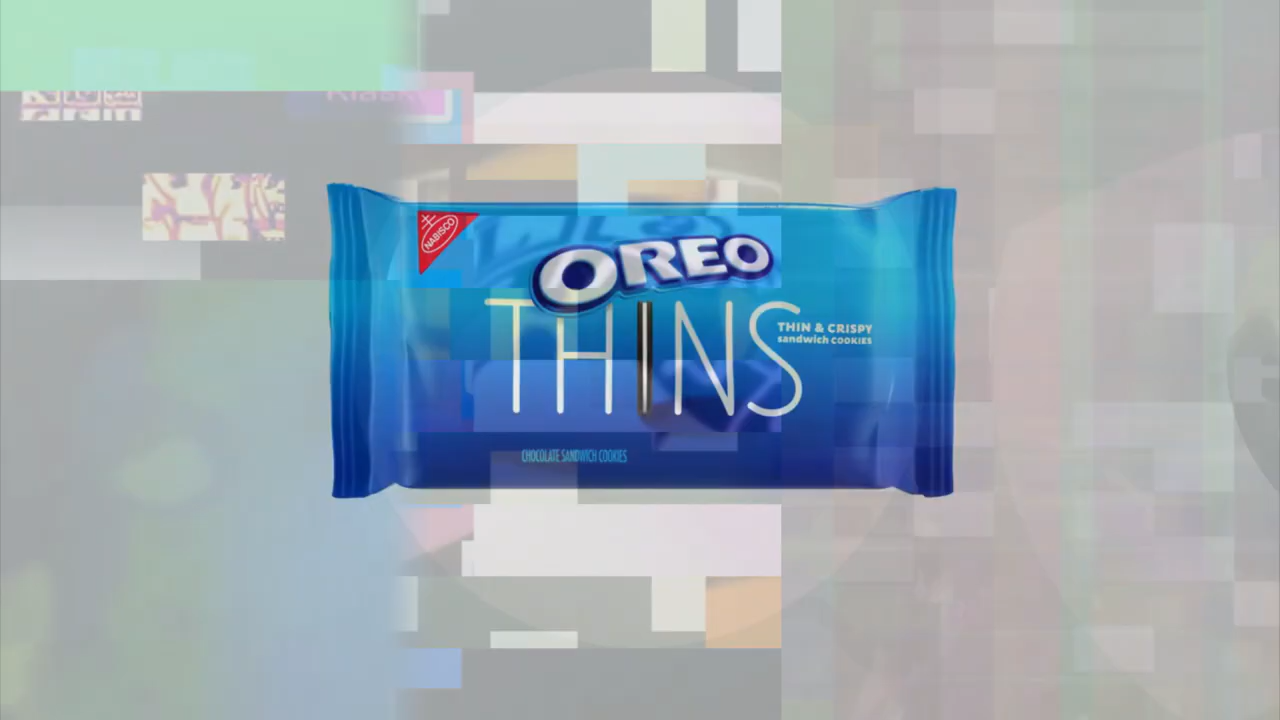 NABISCO
OREO
THINS
THIN & CRISPY
sandwich COOKIES
CHOCOLATE SANDWICH COOKIES